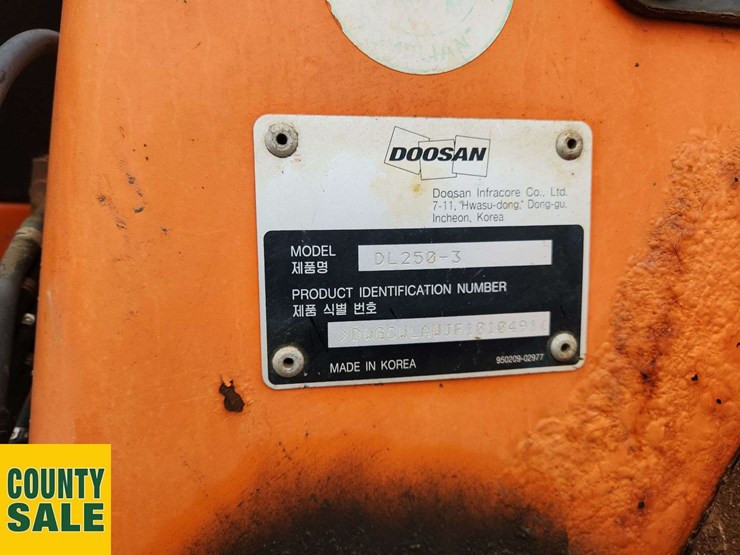 DOOSAN
Doosan Infracore Co., Ltd.
7-11, "Hwasu-dong," Dong-gu,
Incheon, Korea
MODEL
제품명
DL250-3
PRODUCT IDENTIFICATION NUMBER
제품 식별 번호
MADE IN KOREA
950209-02977
COUNTY
SALE